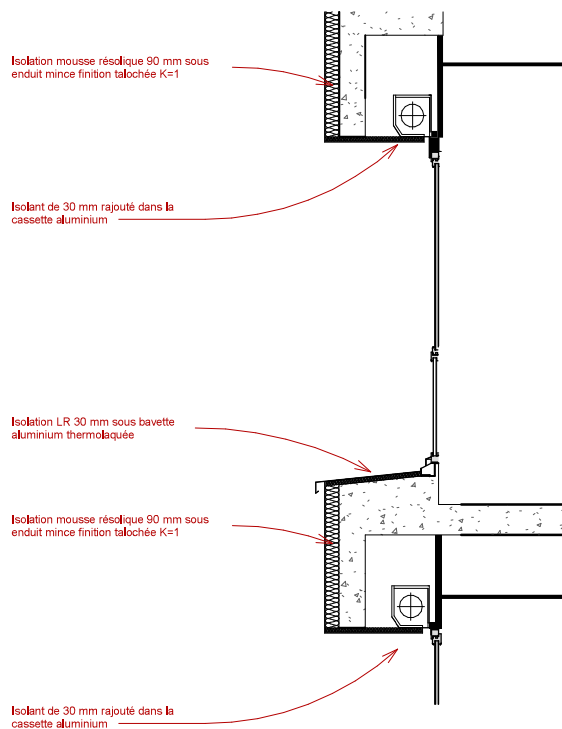 Isolation mousse résolique 90 mm sous
enduit mince finition talochée K=1
Isolant de 30 mm rajouté dans la
cassette aluminium
Isolation LR 30 mm sous bavette
aluminium thermolaquée
Isolation mousse résolique 90 mm sous
enduit mince finition talochée K=1
Isolant de 30 mm rajouté dans la
cassette aluminium